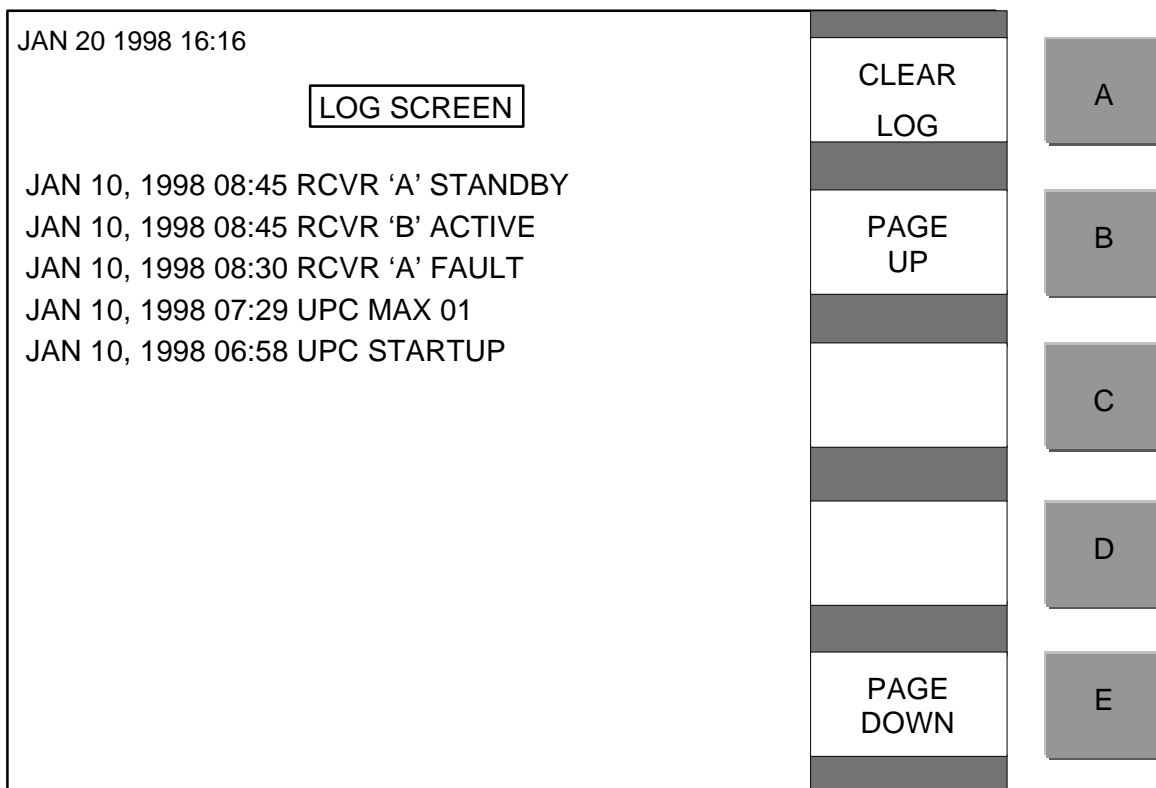 JAN 20 1998 16:16
LOG SCREEN
JAN 10, 1998 08:45 RCVR ‘A’ STANDBY
JAN 10, 1998 08:45 RCVR ‘B’ ACTIVE
JAN 10, 1998 08:30 RCVR ‘A’ FAULT
JAN 10, 1998 07:29 UPC MAX 01
JAN 10, 1998 06:58 UPC STARTUP
CLEAR
LOG
A
PAGE
UP
B
C
D
PAGE
DOWN
E